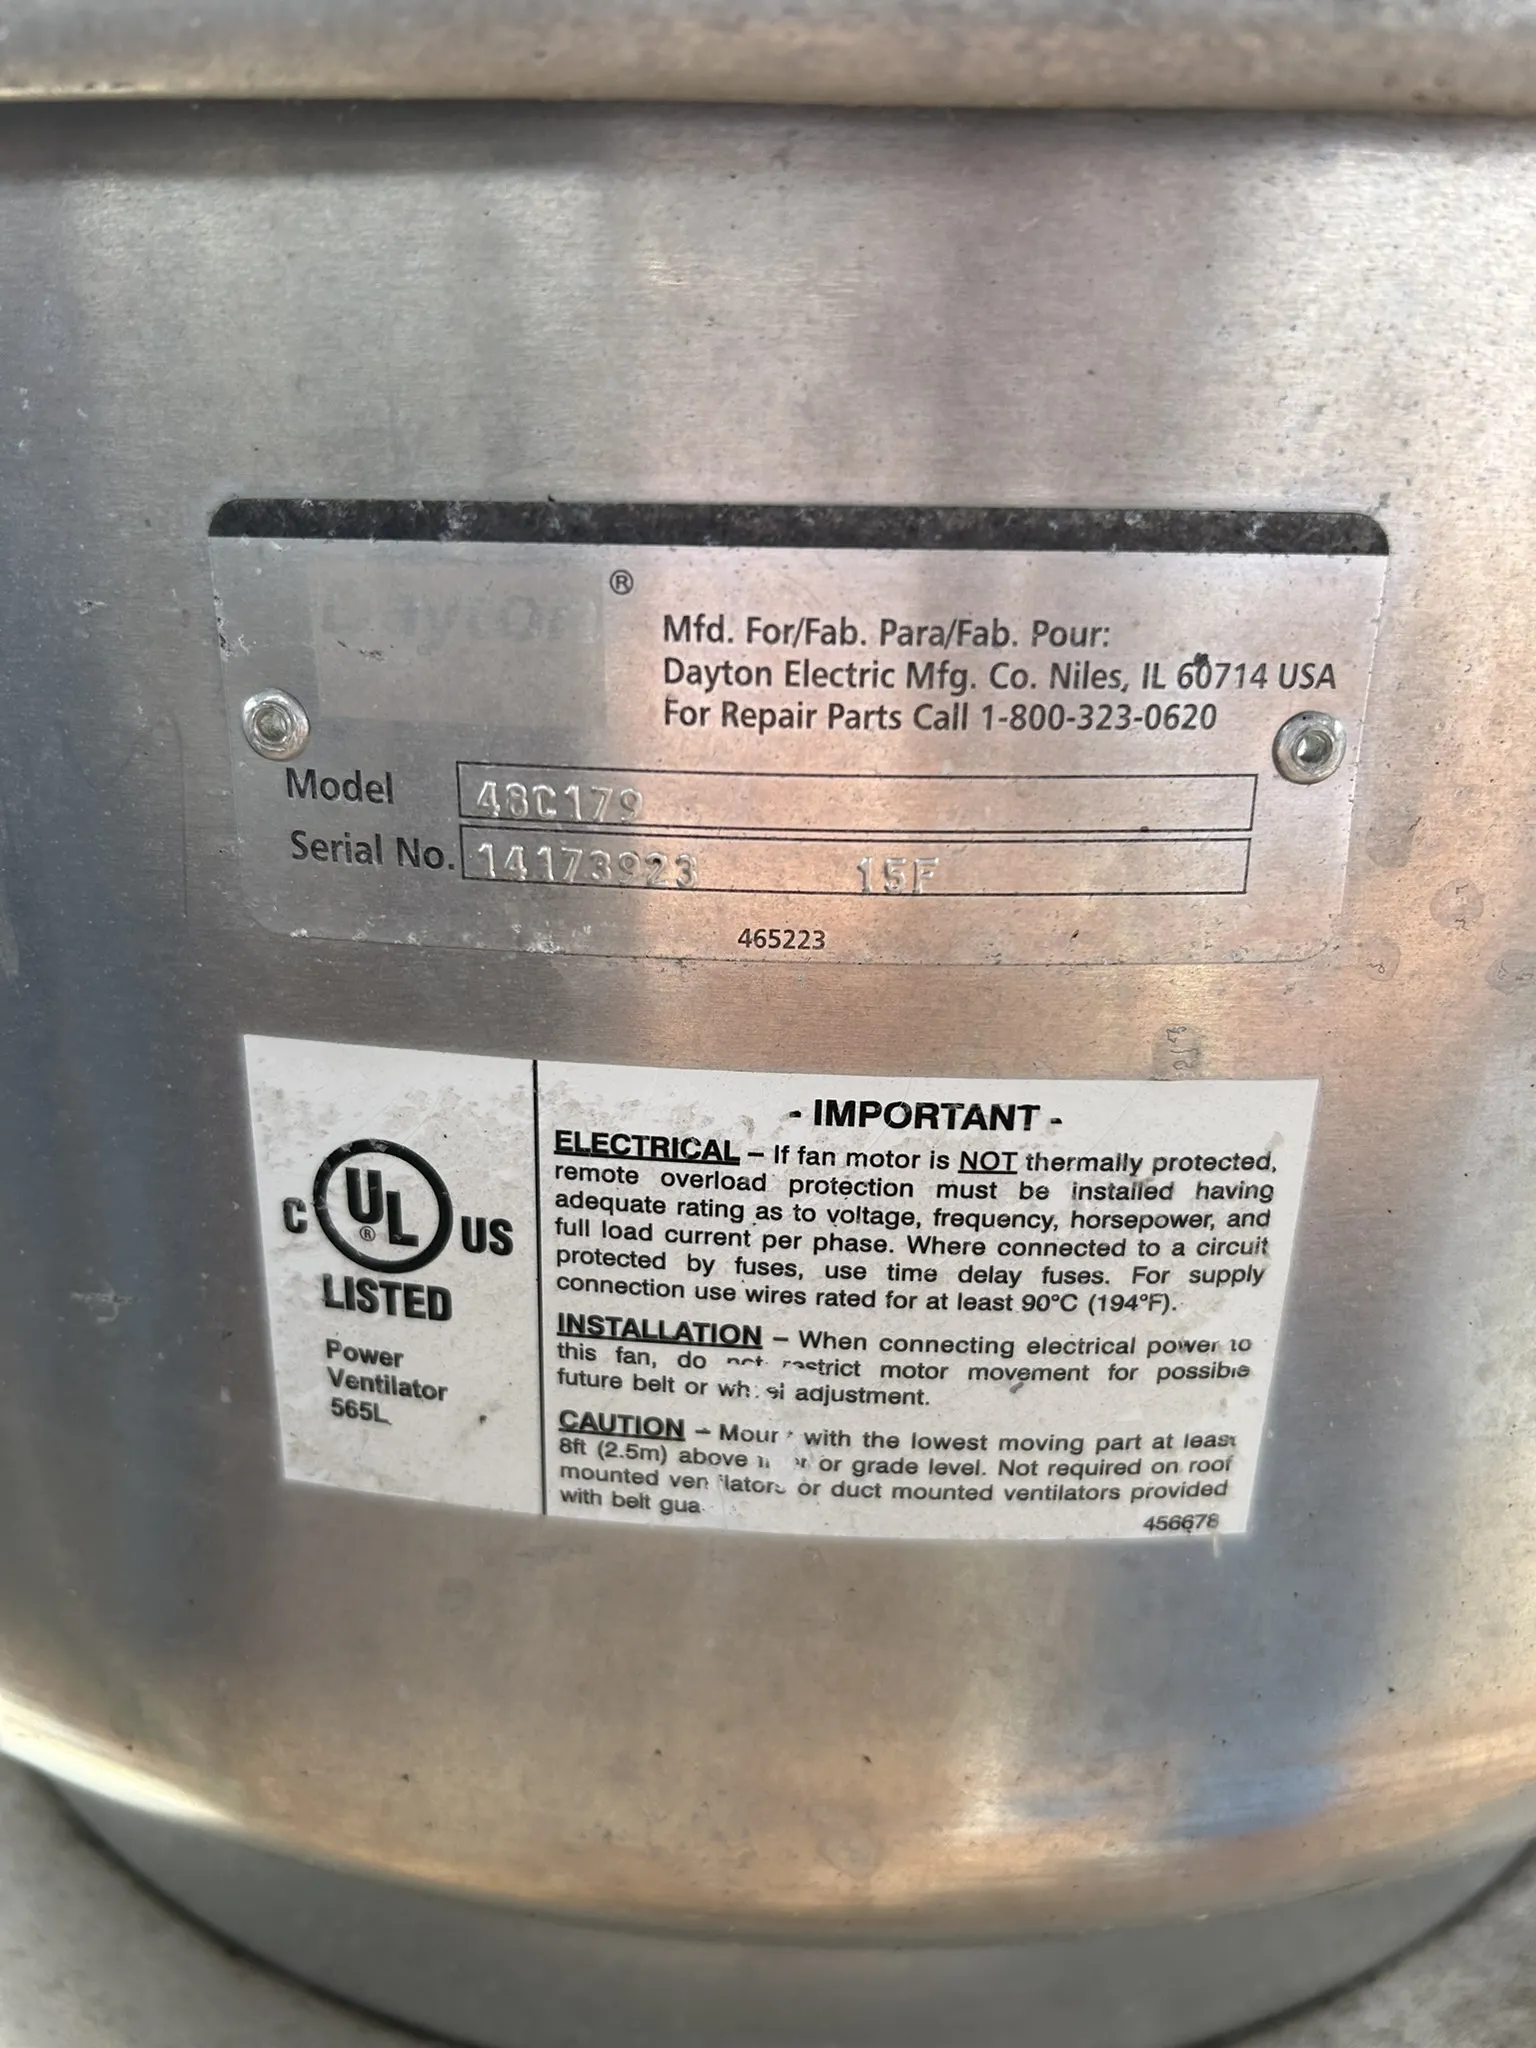 ®
Mfd. For/Fab. Para/Fab. Pour:
Dayton Electric Mfg. Co. Niles, IL 60714 USA
For Repair Parts Call 1-800-323-0620
Model 48C179
Serial No. 14173923 15F
465223
C UL ® US
LISTED
Power
Ventilator
565L
- IMPORTANT -
ELECTRICAL – If fan motor is NOT thermally protected,
remote overload protection must be installed having
adequate rating as to voltage, frequency, horsepower, and
full load current per phase. Where connected to a circuit
protected by fuses, use time delay fuses. For supply
connection use wires rated for at least 90°C (194°F).
INSTALLATION – When connecting electrical power to
this fan, do not restrict motor movement for possible
future belt or wheel adjustment.
CAUTION – Mount with the lowest moving part at least
8ft (2.5m) above or grade level. Not required on roof
mounted ventilators or duct mounted ventilators provided
with belt
456678